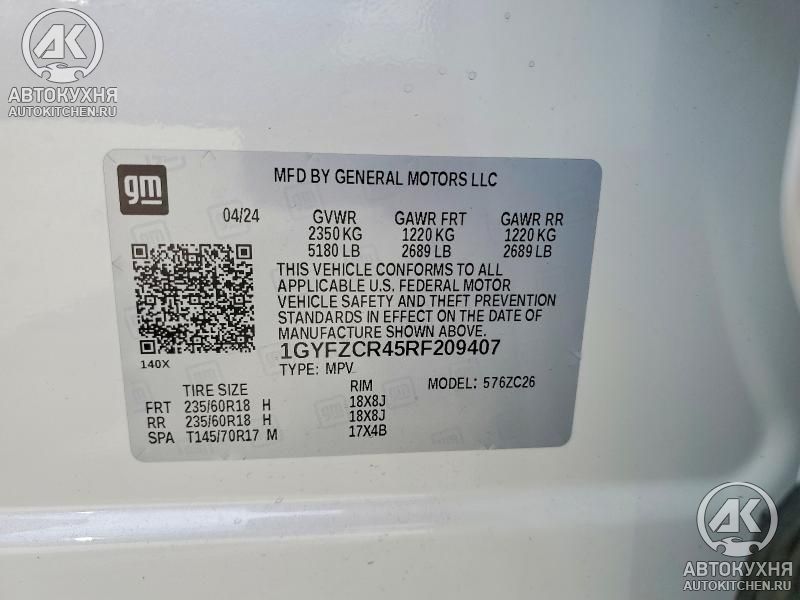 AK
АВТОКУХНЯ
AUTOKITCHEN.RU
gm
MFD BY GENERAL MOTORS LLC
04/24 GVWR GAWR FRT GAWR RR
2350 KG 1220 KG 1220 KG
5180 LB 2689 LB 2689 LB
THIS VEHICLE CONFORMS TO ALL
APPLICABLE U.S. FEDERAL MOTOR
VEHICLE SAFETY AND THEFT PREVENTION
STANDARDS IN EFFECT ON THE DATE OF
MANUFACTURE SHOWN ABOVE.
140X
1GYFZCR45RF209407
TYPE: MPV MODEL: 576ZC26
TIRE SIZE RIM
FRT 235/60R18 H 18X8J
RR 235/60R18 H 18X8J
SPA T145/70R17 M 17X4B
AK
АВТОКУХНЯ
AUTOKITCHEN.RU